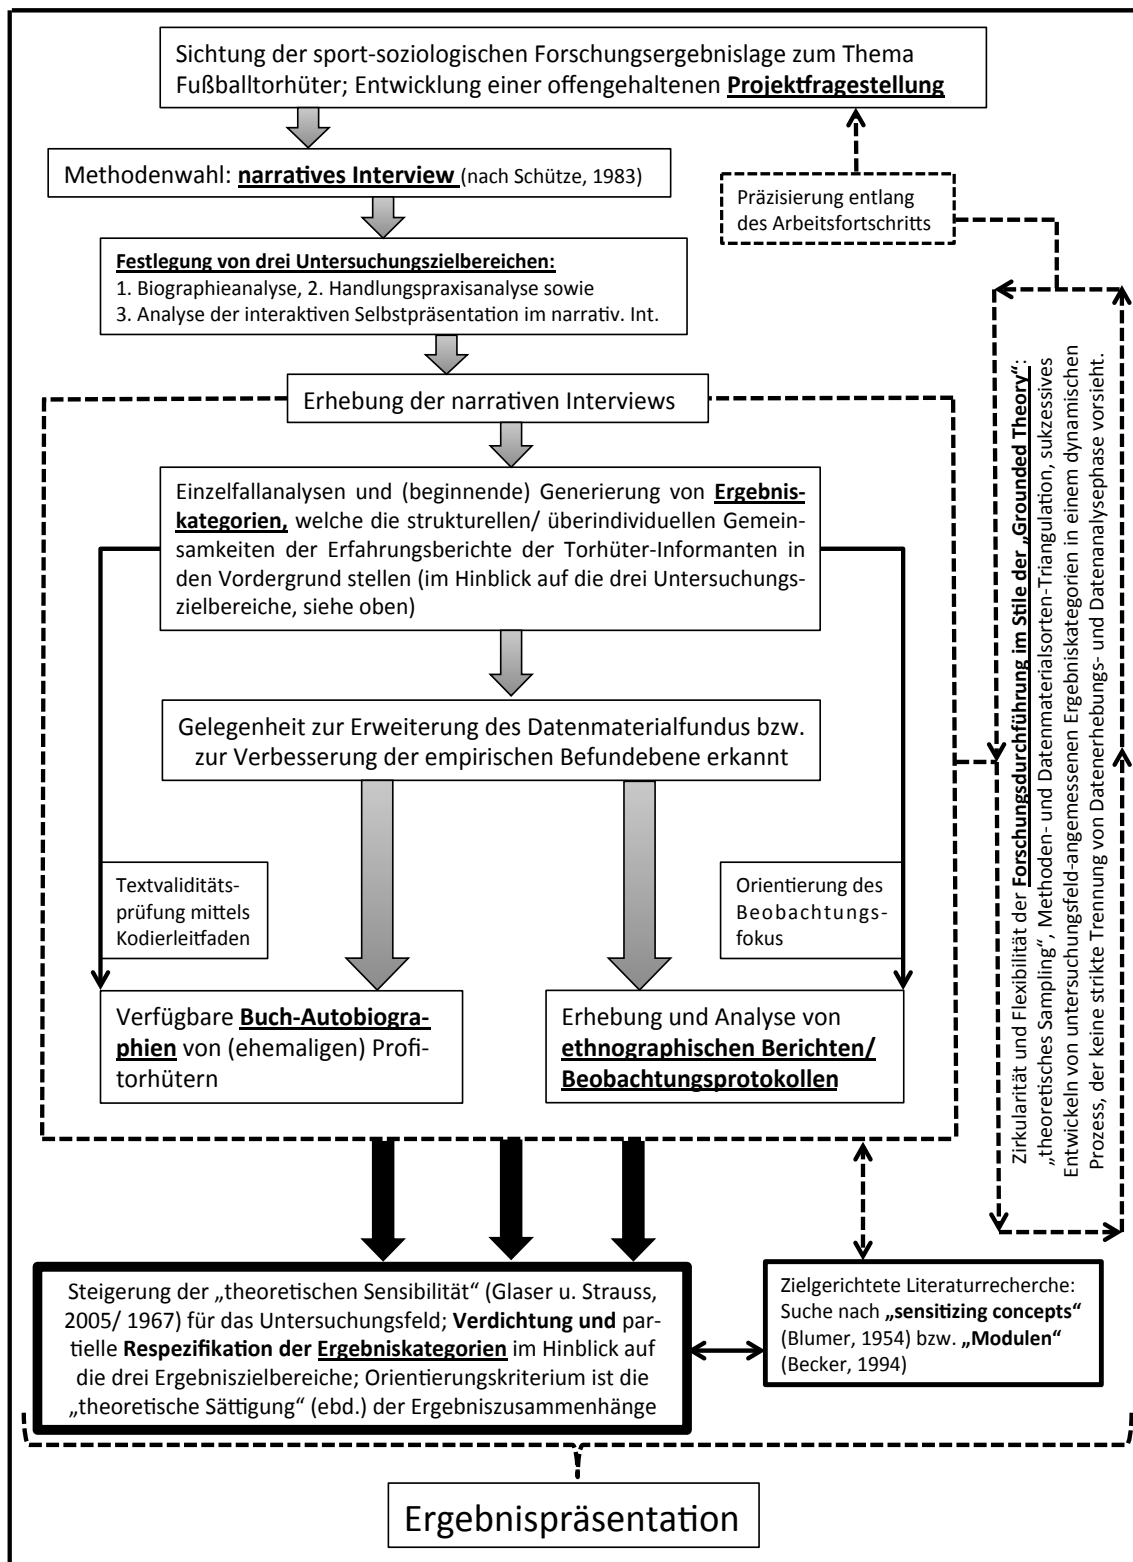 Sichtung der sport-soziologischen Forschungsergebnislage zum Thema
Fußballtorhüter; Entwicklung einer offengehaltenen Projektfragestellung
Methodenwahl: narratives Interview (nach Schütze, 1983)
Präzisierung entlang
des Arbeitsfortschritts
Festlegung von drei Untersuchungszielbereichen:
1. Biographieanalyse, 2. Handlungspraxisanalyse sowie
3. Analyse der interaktiven Selbstpräsentation im narrativ. Int.
Erhebung der narrativen Interviews
Einzelfallanalysen und (beginnende) Generierung von Ergebnis-
kategorien, welche die strukturellen/ überindividuellen Gemein-
samkeiten der Erfahrungsberichte der Torhüter-Informanten in
den Vordergrund stellen (im Hinblick auf die drei Untersuchungs-
zielbereiche, siehe oben)
Gelegenheit zur Erweiterung des Datenmaterialfundus bzw.
zur Verbesserung der empirischen Befundebene erkannt
Textvaliditäts-
prüfung mittels
Kodierleitfaden
Orientierung des
Beobachtungs-
fokus
Verfügbare Buch-Autobiogra-
phien von (ehemaligen) Profi-
torhütern
Erhebung und Analyse von
ethnographischen Berichten/
Beobachtungsprotokollen
Zirkularität und Flexibilität der Forschungsdurchführung im Stile der „Grounded Theory“:
„theoretisches Sampling“, Methoden- und Datenmaterialsorten-Triangulation, sukzessives
Entwickeln von untersuchungsfeld-angemessenen Ergebniskategorien in einem dynamischen
Prozess, der keine strikte Trennung von Datenerhebungs- und Datenanalysephase vorsieht.
Steigerung der „theoretischen Sensibilität“ (Glaser u. Strauss,
2005/ 1967) für das Untersuchungsfeld; Verdichtung und par-
tielle Respezifikation der Ergebniskategorien im Hinblick auf
die drei Ergebniszielbereiche; Orientierungskriterium ist die
„theoretische Sättigung“ (ebd.) der Ergebniszusammenhänge
Zielgerichtete Literaturrecherche:
Suche nach „sensitizing concepts“
(Blumer, 1954) bzw. „Modulen“
(Becker, 1994)
Ergebnispräsentation